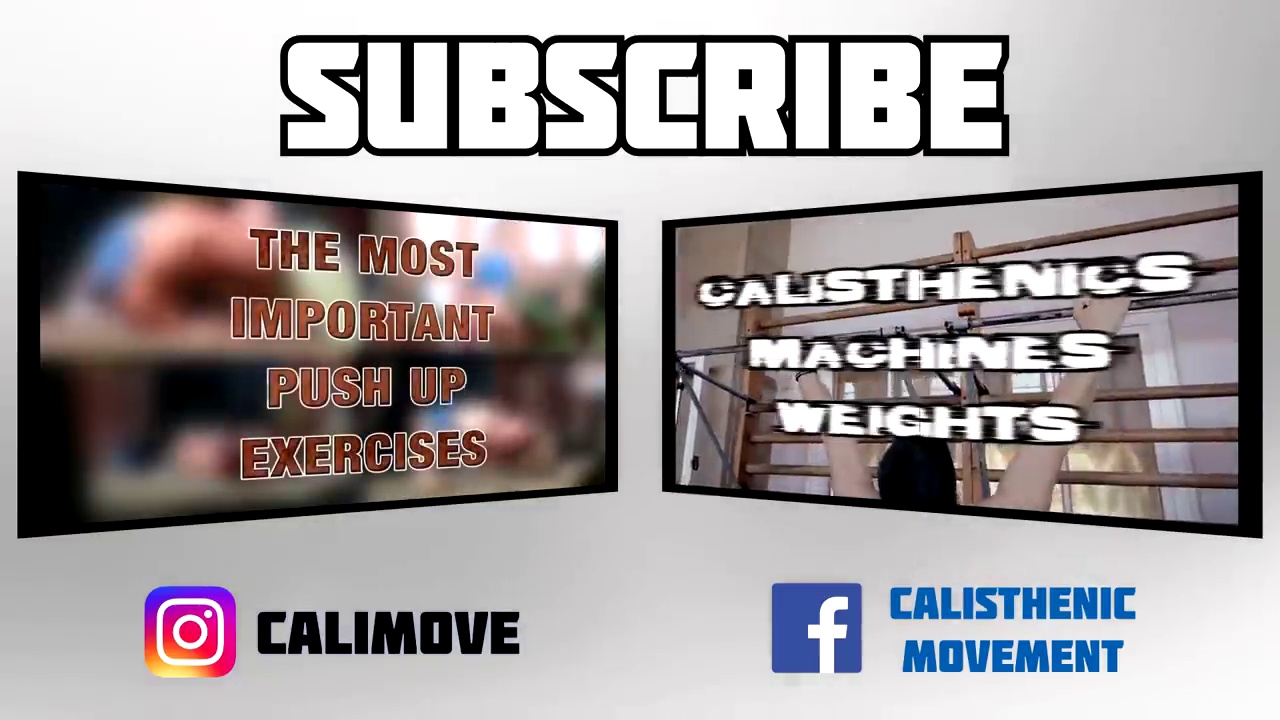 SUBSCRIBE
THE MOST
IMPORTANT
PUSH UP
EXERCISES
CALISTHENICS
MACHINES
WEIGHTS
CALIMOVE
CALISTHENIC
MOVEMENT